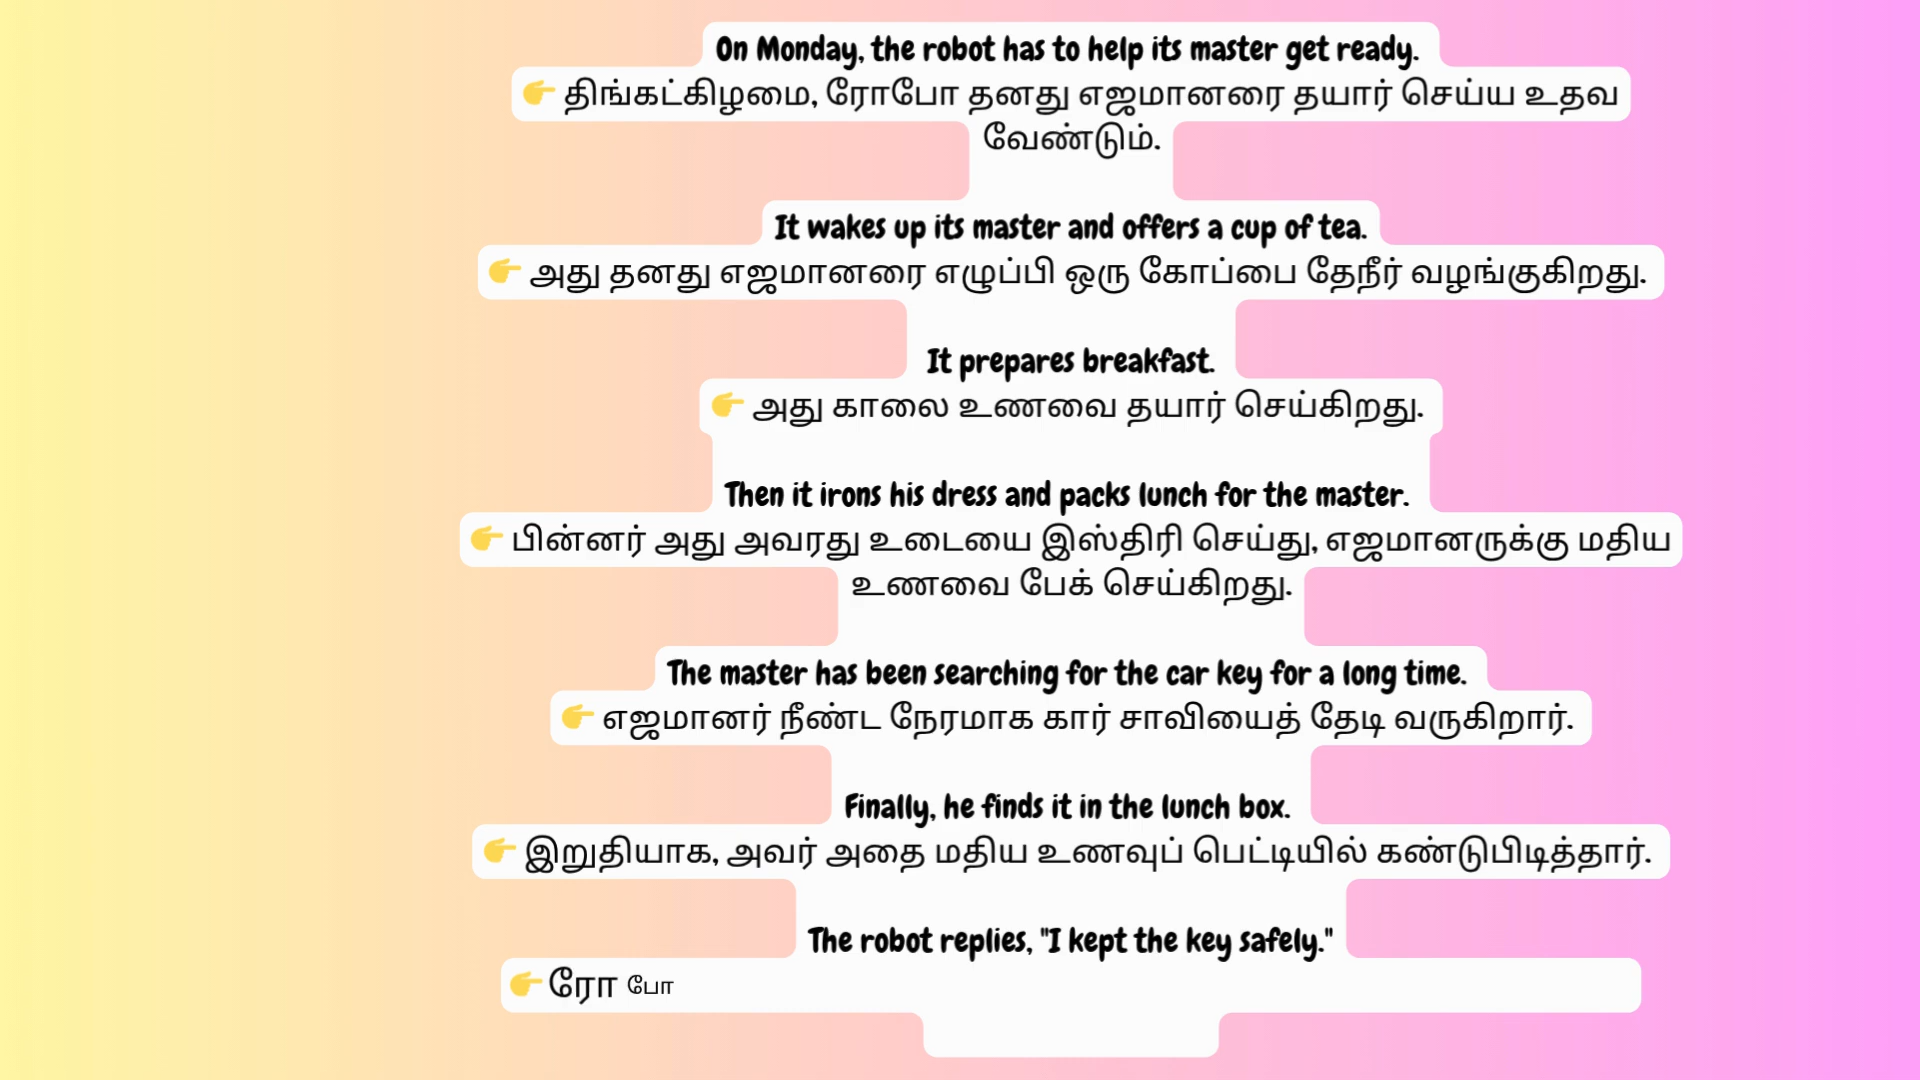 On Monday, the robot has to help its master get ready.
👉 திங்கட்கிழமை, ரோபோ தனது எஜமானரை தயார் செய்ய உதவ
வேண்டும்.
It wakes up its master and offers a cup of tea.
👉 அது தனது எஜமானரை எழுப்பி ஒரு கோப்பை தேநீர் வழங்குகிறது.
It prepares breakfast.
👉 அது காலை உணவை தயார் செய்கிறது.
Then it irons his dress and packs lunch for the master.
👉 பின்னர் அது அவரது உடையை இஸ்திரி செய்து, எஜமானருக்கு மதிய
உணவை பேக் செய்கிறது.
The master has been searching for the car key for a long time.
👉 எஜமானர் நீண்ட நேரமாக கார் சாவியைத் தேடி வருகிறார்.
Finally, he finds it in the lunch box.
👉 இறுதியாக, அவர் அதை மதிய உணவுப் பெட்டியில் கண்டுபிடித்தார்.
The robot replies, "I kept the key safely."
👉ரோ போ